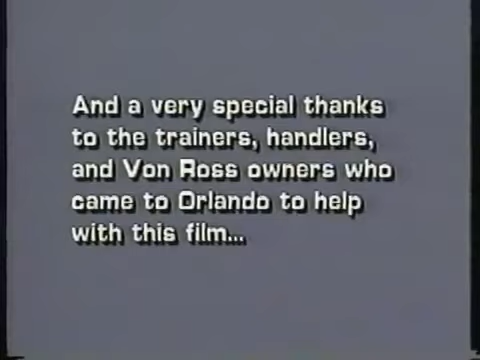 And a very special thanks
to the trainers, handlers,
and Von Ross owners who
came to Orlando to help
with this film...